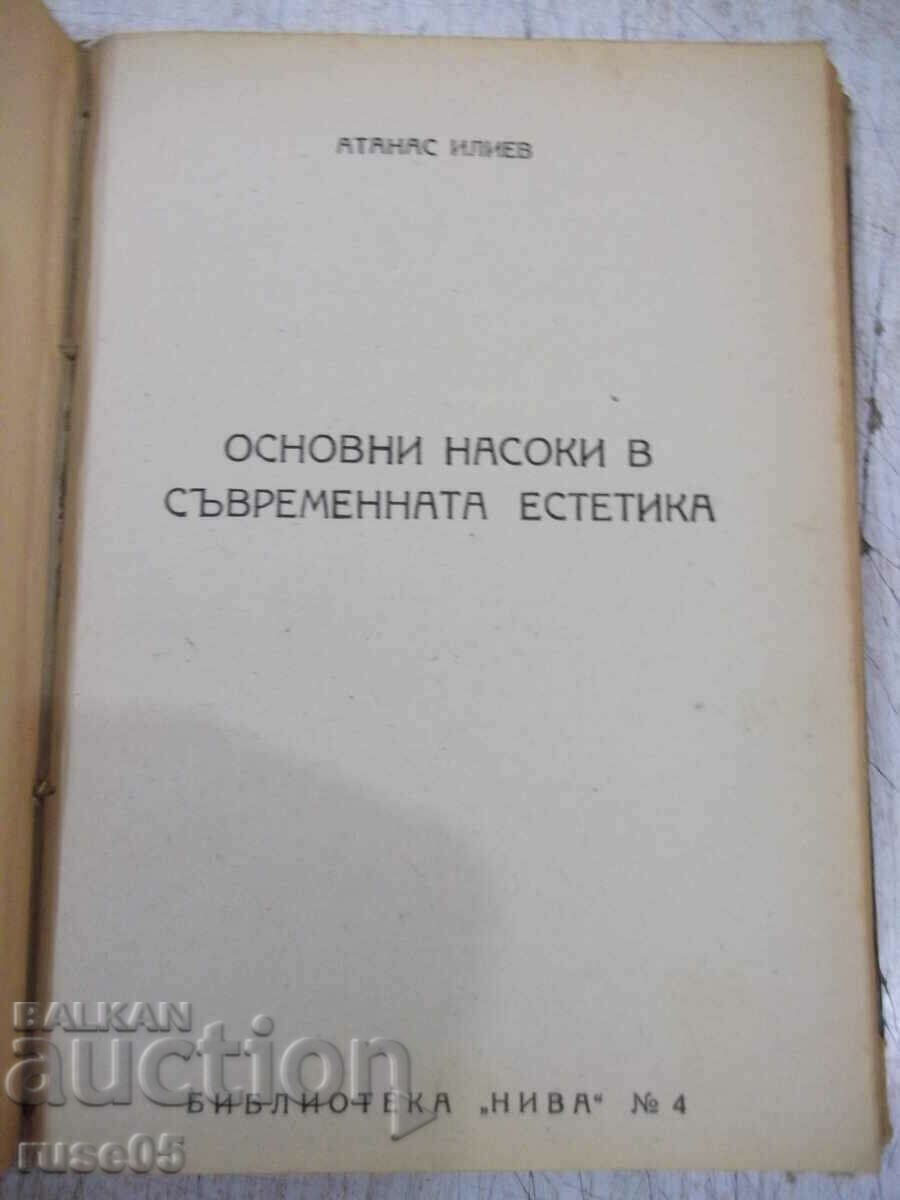 АТАНАС ИЛИЕВ
ОСНОВНИ НАСОКИ В
СЪВРЕМЕННАТА ЕСТЕТИКА
БИБЛИОТЕКА „НИВА“ № 4
BALKAN
auction
ruse05